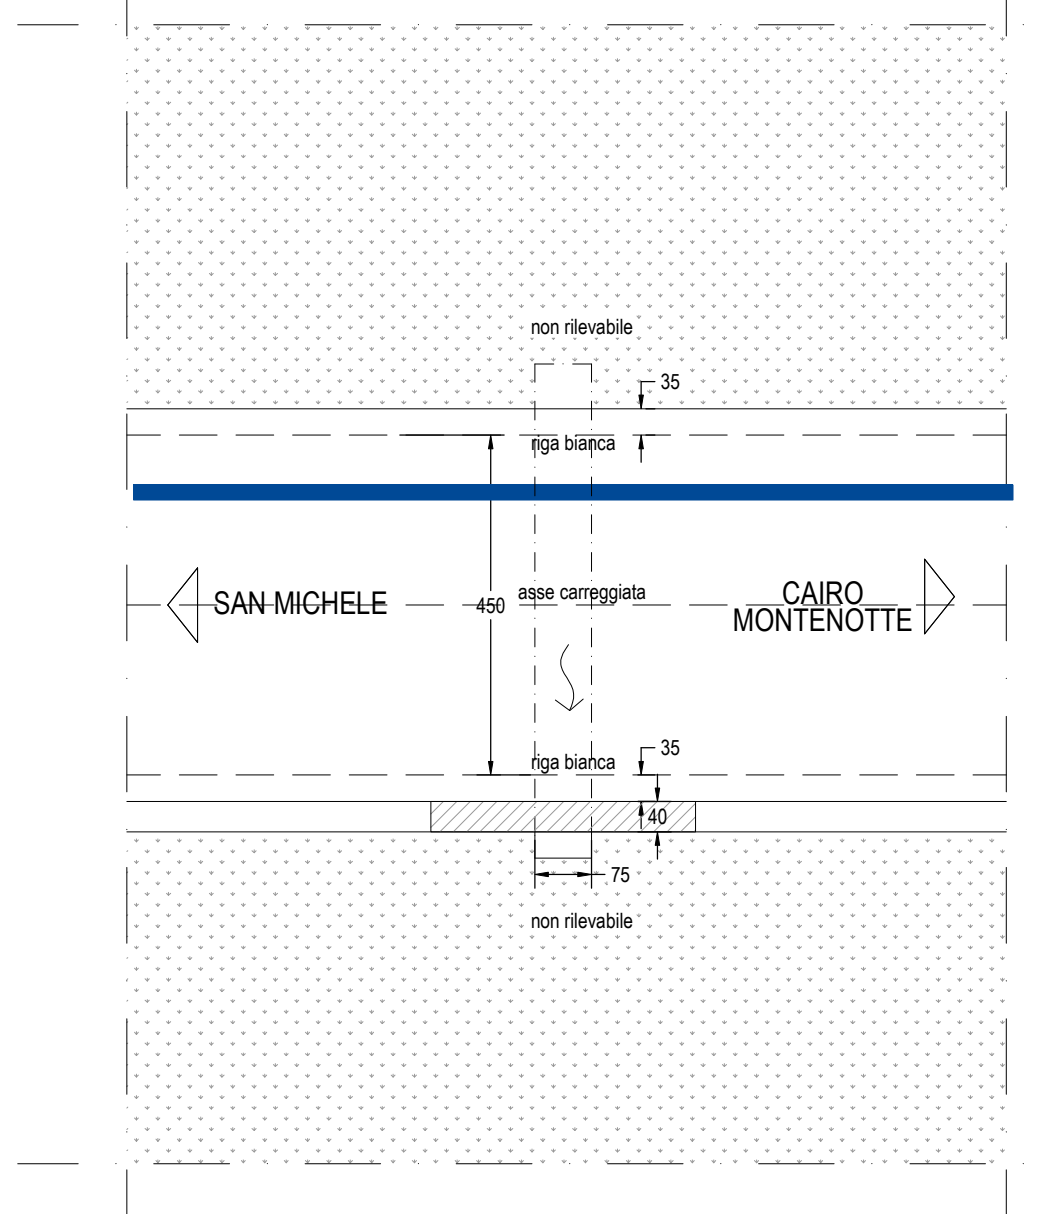 non rilevabile
35
riga bianca
asse carreggiata
SAN MICHELE
450
CAIRO
MONTENOTTE
35
riga bianca
40
75
non rilevabile